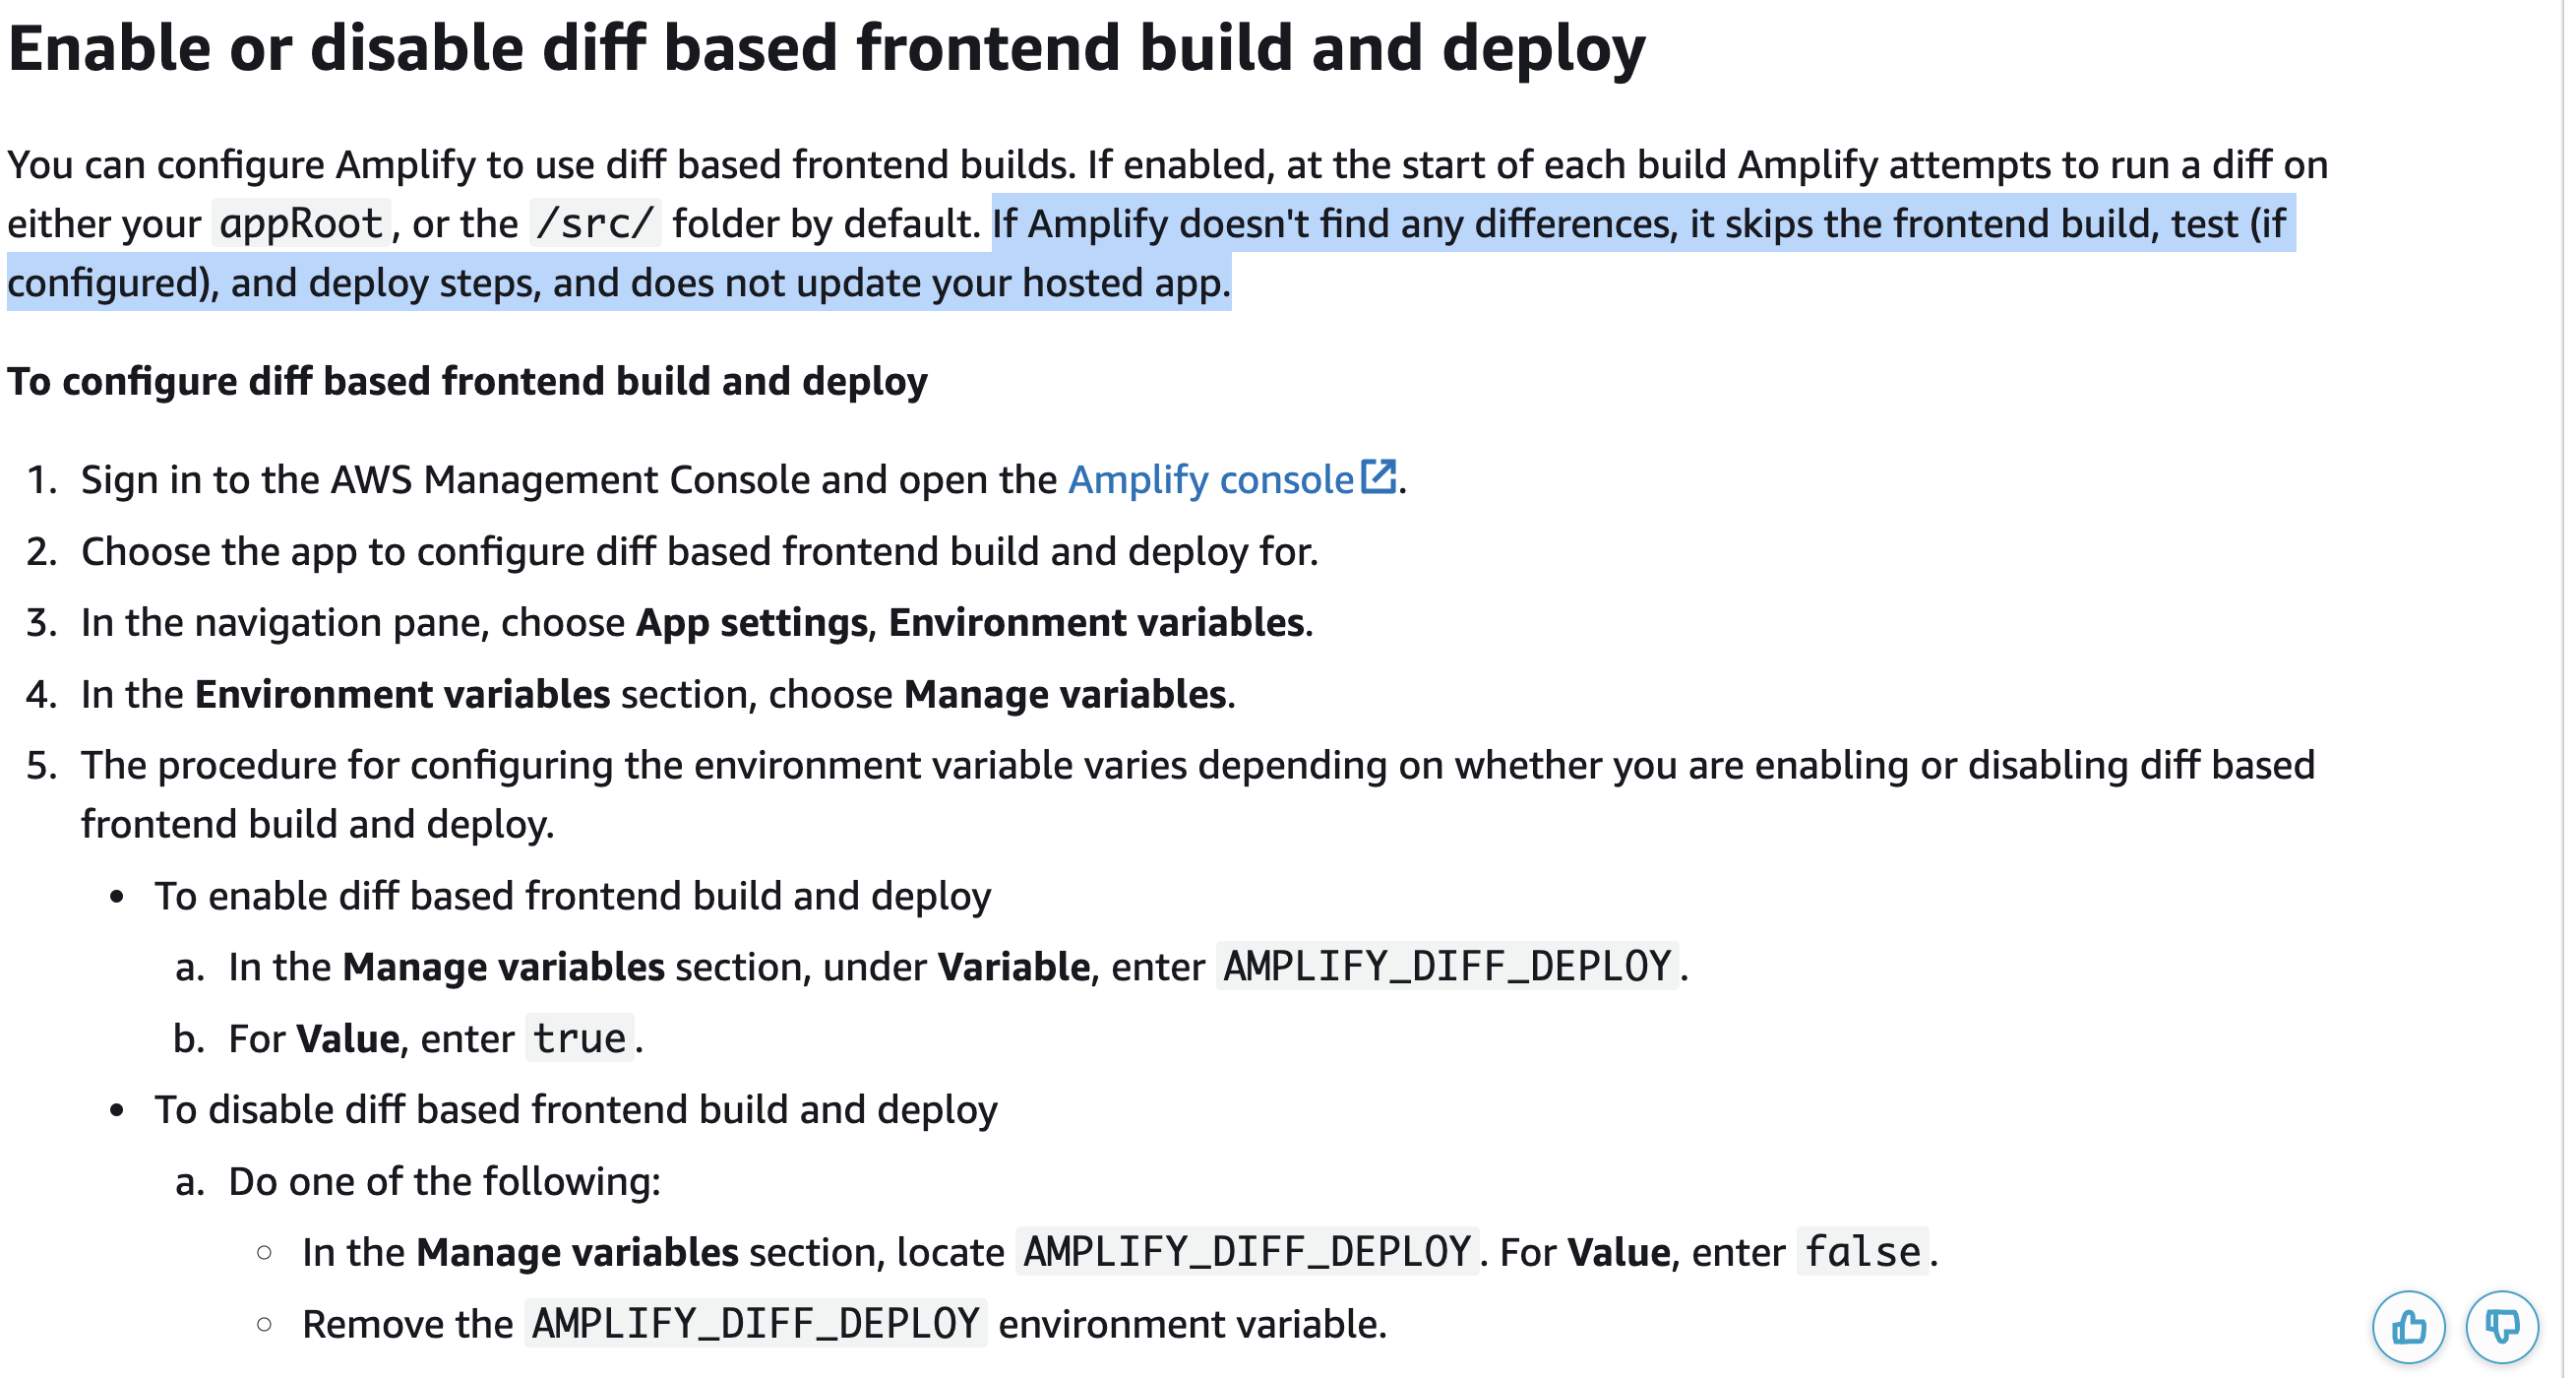 Enable or disable diff based frontend build and deploy
You can configure Amplify to use diff based frontend builds. If enabled, at the start of each build Amplify attempts to run a diff on
either your appRoot, or the /src/ folder by default. If Amplify doesn't find any differences, it skips the frontend build, test (if
configured), and deploy steps, and does not update your hosted app.
To configure diff based frontend build and deploy
1. Sign in to the AWS Management Console and open the Amplify console.
2. Choose the app to configure diff based frontend build and deploy for.
3. In the navigation pane, choose App settings, Environment variables.
4. In the Environment variables section, choose Manage variables.
5. The procedure for configuring the environment variable varies depending on whether you are enabling or disabling diff based
frontend build and deploy.
• To enable diff based frontend build and deploy
a. In the Manage variables section, under Variable, enter AMPLIFY_DIFF_DEPLOY.
b. For Value, enter true.
• To disable diff based frontend build and deploy
a. Do one of the following:
○ In the Manage variables section, locate AMPLIFY_DIFF_DEPLOY. For Value, enter false.
○ Remove the AMPLIFY_DIFF_DEPLOY environment variable.